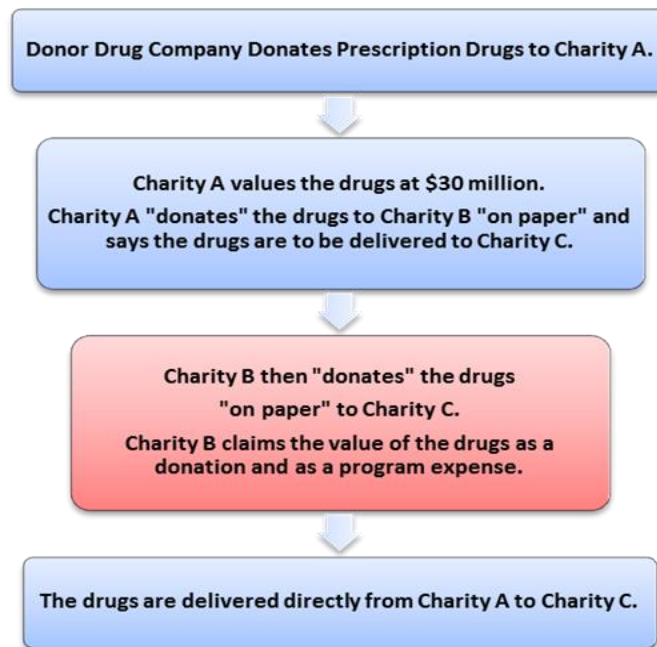 Donor Drug Company Donates Prescription Drugs to Charity A.
Charity A values the drugs at $30 million.
Charity A "donates" the drugs to Charity B "on paper" and
says the drugs are to be delivered to Charity C.
Charity B then "donates" the drugs
"on paper" to Charity C.
Charity B claims the value of the drugs as a
donation and as a program expense.
The drugs are delivered directly from Charity A to Charity C.